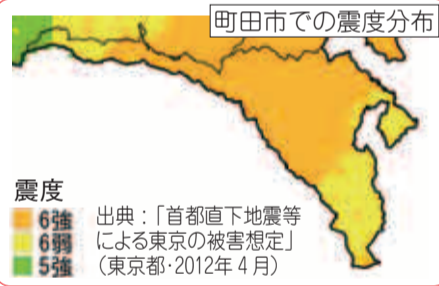 町田市での震度分布
震度
6強
6弱
5強
出典：「首都直下地震等
による東京の被害想定」
（東京都･2012年4月）